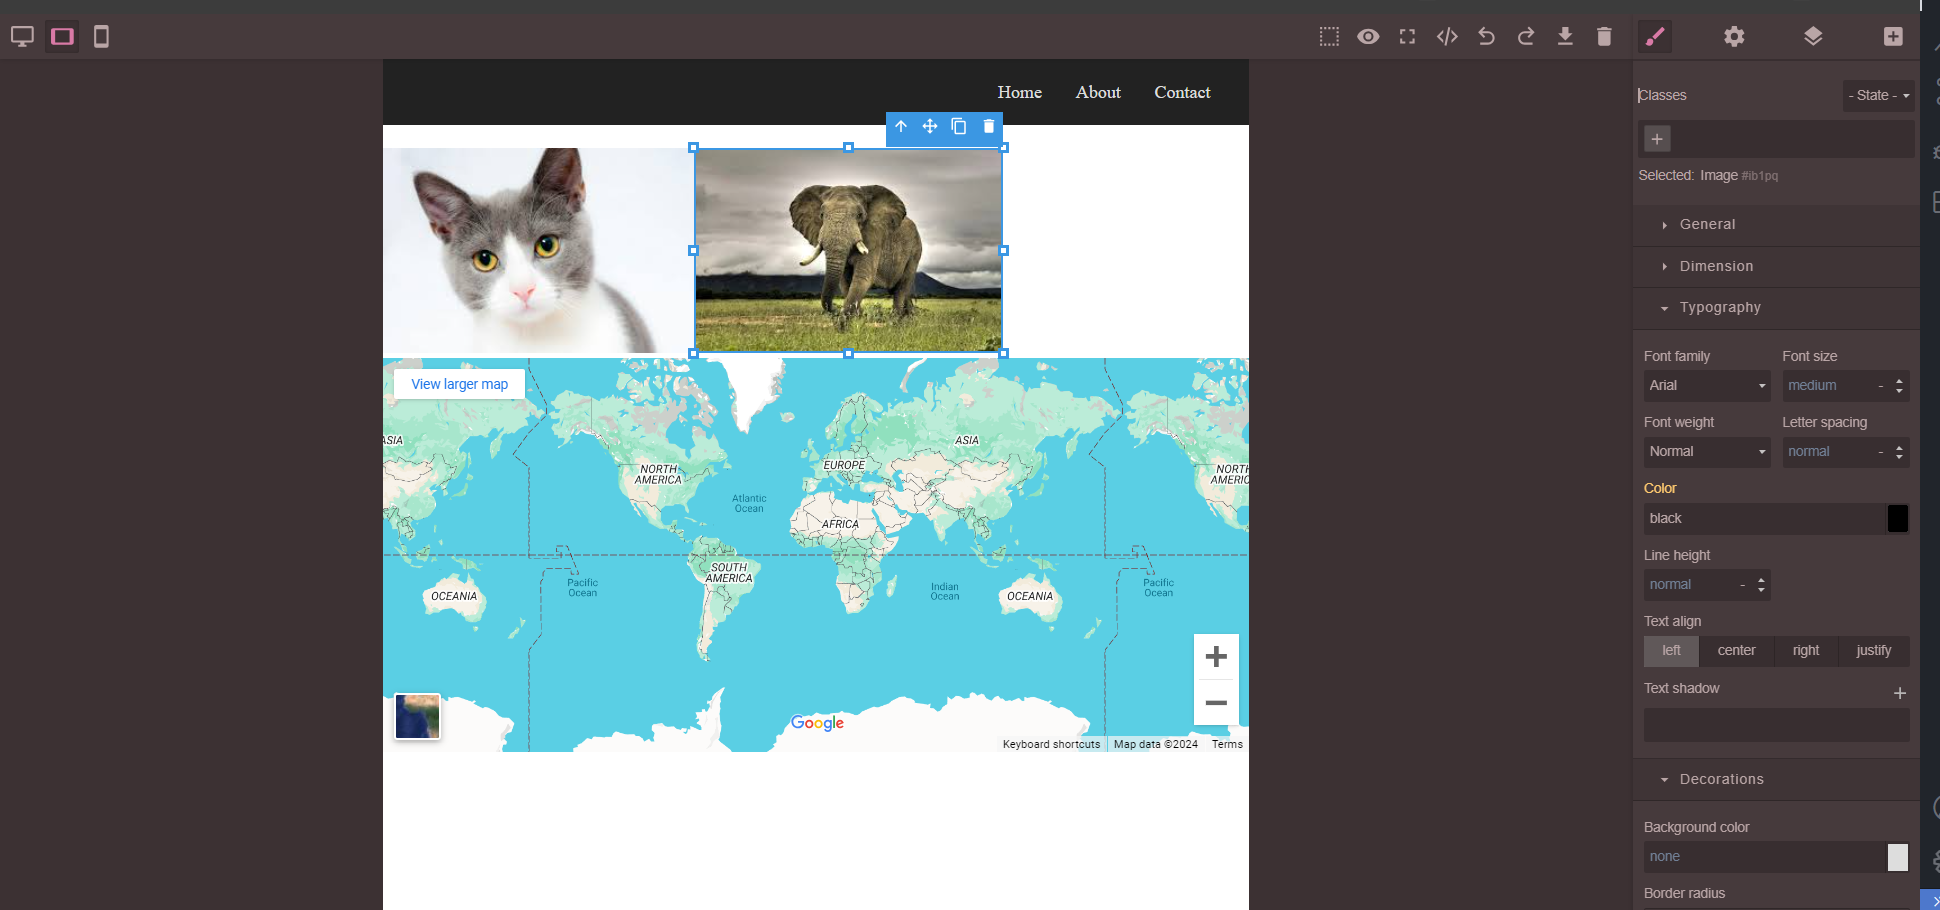 Home About Contact
Classes
- State -
+
Selected: Image #ib1pq
General
Dimension
Typography
Font family Font size
Arial medium -
Font weight Letter spacing
Normal normal -
Color
black
Line height
normal -
Text align
left center right justify
Text shadow
+
Decorations
Background color
none
Border radius
View larger map
ASIA
NORTH
AMERICA
Atlantic
Ocean
EUROPE
ASIA
AFRICA
NORTH
AMERIC
SOUTH
AMERICA
OCEANIA
Pacific
Ocean
Indian
Ocean
OCEANIA
Pacific
Ocean
Google
Keyboard shortcuts Map data ©2024 Terms